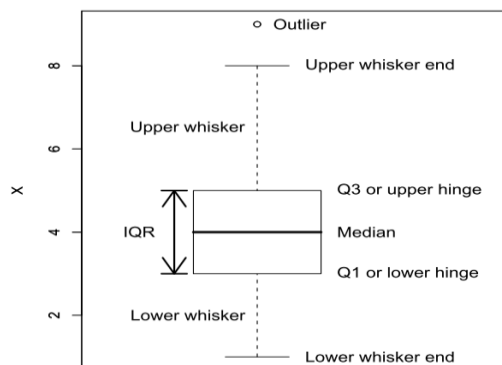 Outlier
8
Upper whisker end
Upper whisker
6
X
Q3 or upper hinge
IQR
4
Median
Q1 or lower hinge
2
Lower whisker
Lower whisker end